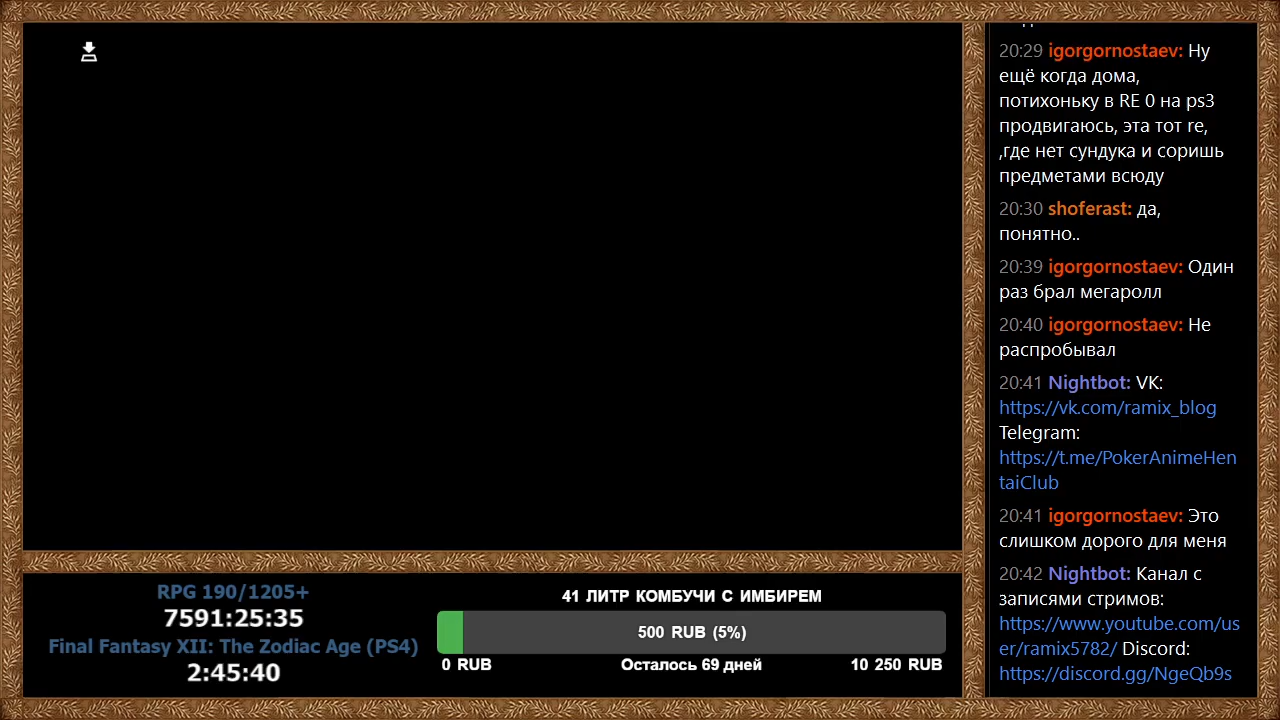 20:29 igorgornostaev: Ну
ещё когда дома,
потихоньку в RE 0 на ps3
продвигаюсь, эта тот re,
,где нет сундука и соришь
предметами всюду
20:30 shoferast: да,
понятно..
20:39 igorgornostaev: Один
раз брал мегаролл
20:40 igorgornostaev: Не
распробывал
20:41 Nightbot: VK:
https://vk.com/ramix_blog
Telegram:
https://t.me/PokerAnimeHen
taiClub
20:41 igorgornostaev: Это
слишком дорого для меня
20:42 Nightbot: Канал с
записями стримов:
https://www.youtube.com/us
er/ramix5782/ Discord:
https://discord.gg/NgeQb9s
RPG 190/1205+
7591:25:35
Final Fantasy XII: The Zodiac Age (PS4)
2:45:40
41 ЛИТР КОМБУЧИ С ИМБИРЕМ
500 RUB (5%)
0 RUB Осталось 69 дней 10 250 RUB